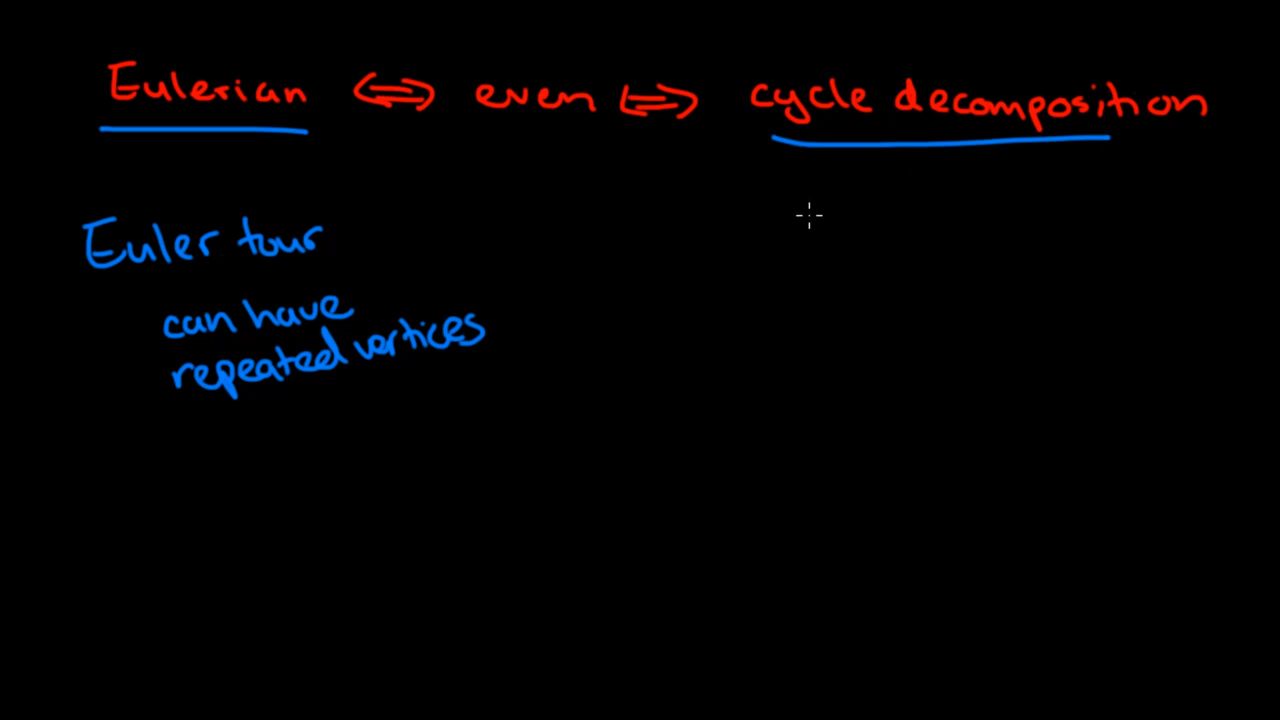 Eulerian ⇔ even ⇔ cycle decomposition
Euler tour
can have
repeated vertices